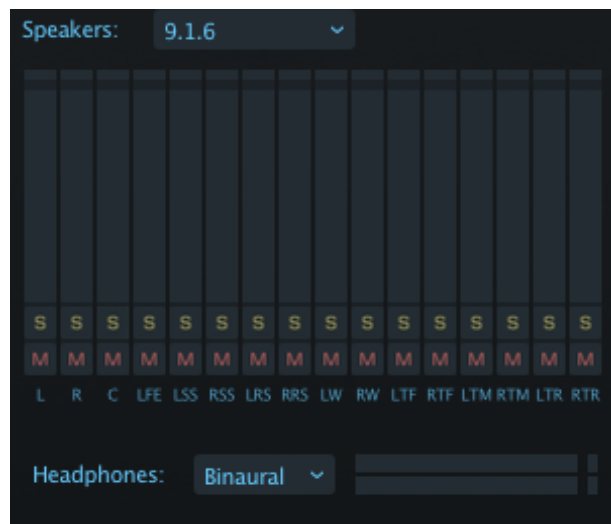 Speakers: 9.1.6
S S S S S S S S S S S S S S S S
M M M M M M M M M M M M M M M M
L R C LFE LSS RSS LRS RRS LW RW LTF RTF LTM RTM LTR RTR
Headphones: Binaural